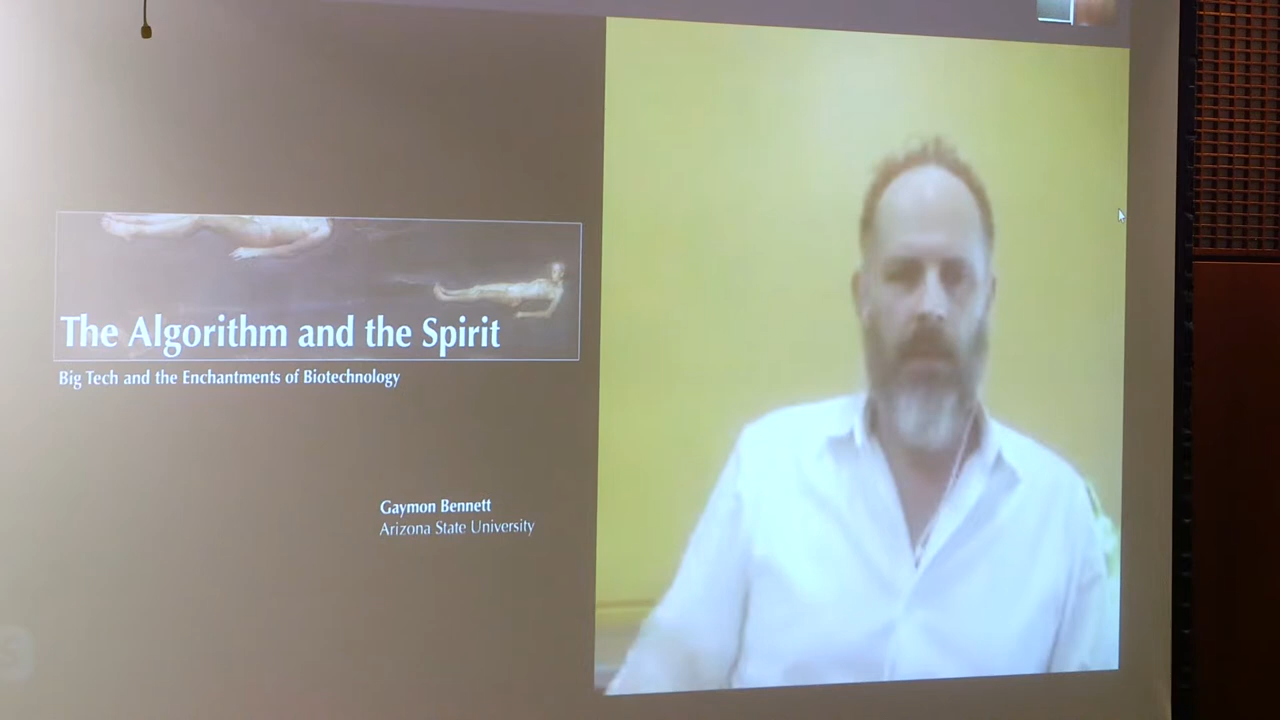 The Algorithm and the Spirit
Big Tech and the Enchantments of Biotechnology
Gaymon Bennett
Arizona State University